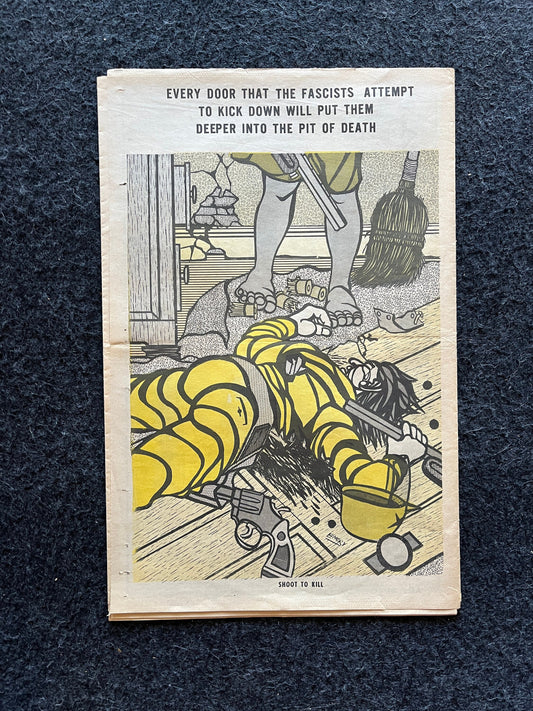 EVERY DOOR THAT THE FASCISTS ATTEMPT
TO KICK DOWN WILL PUT THEM
DEEPER INTO THE PIT OF DEATH
SHOOT TO KILL